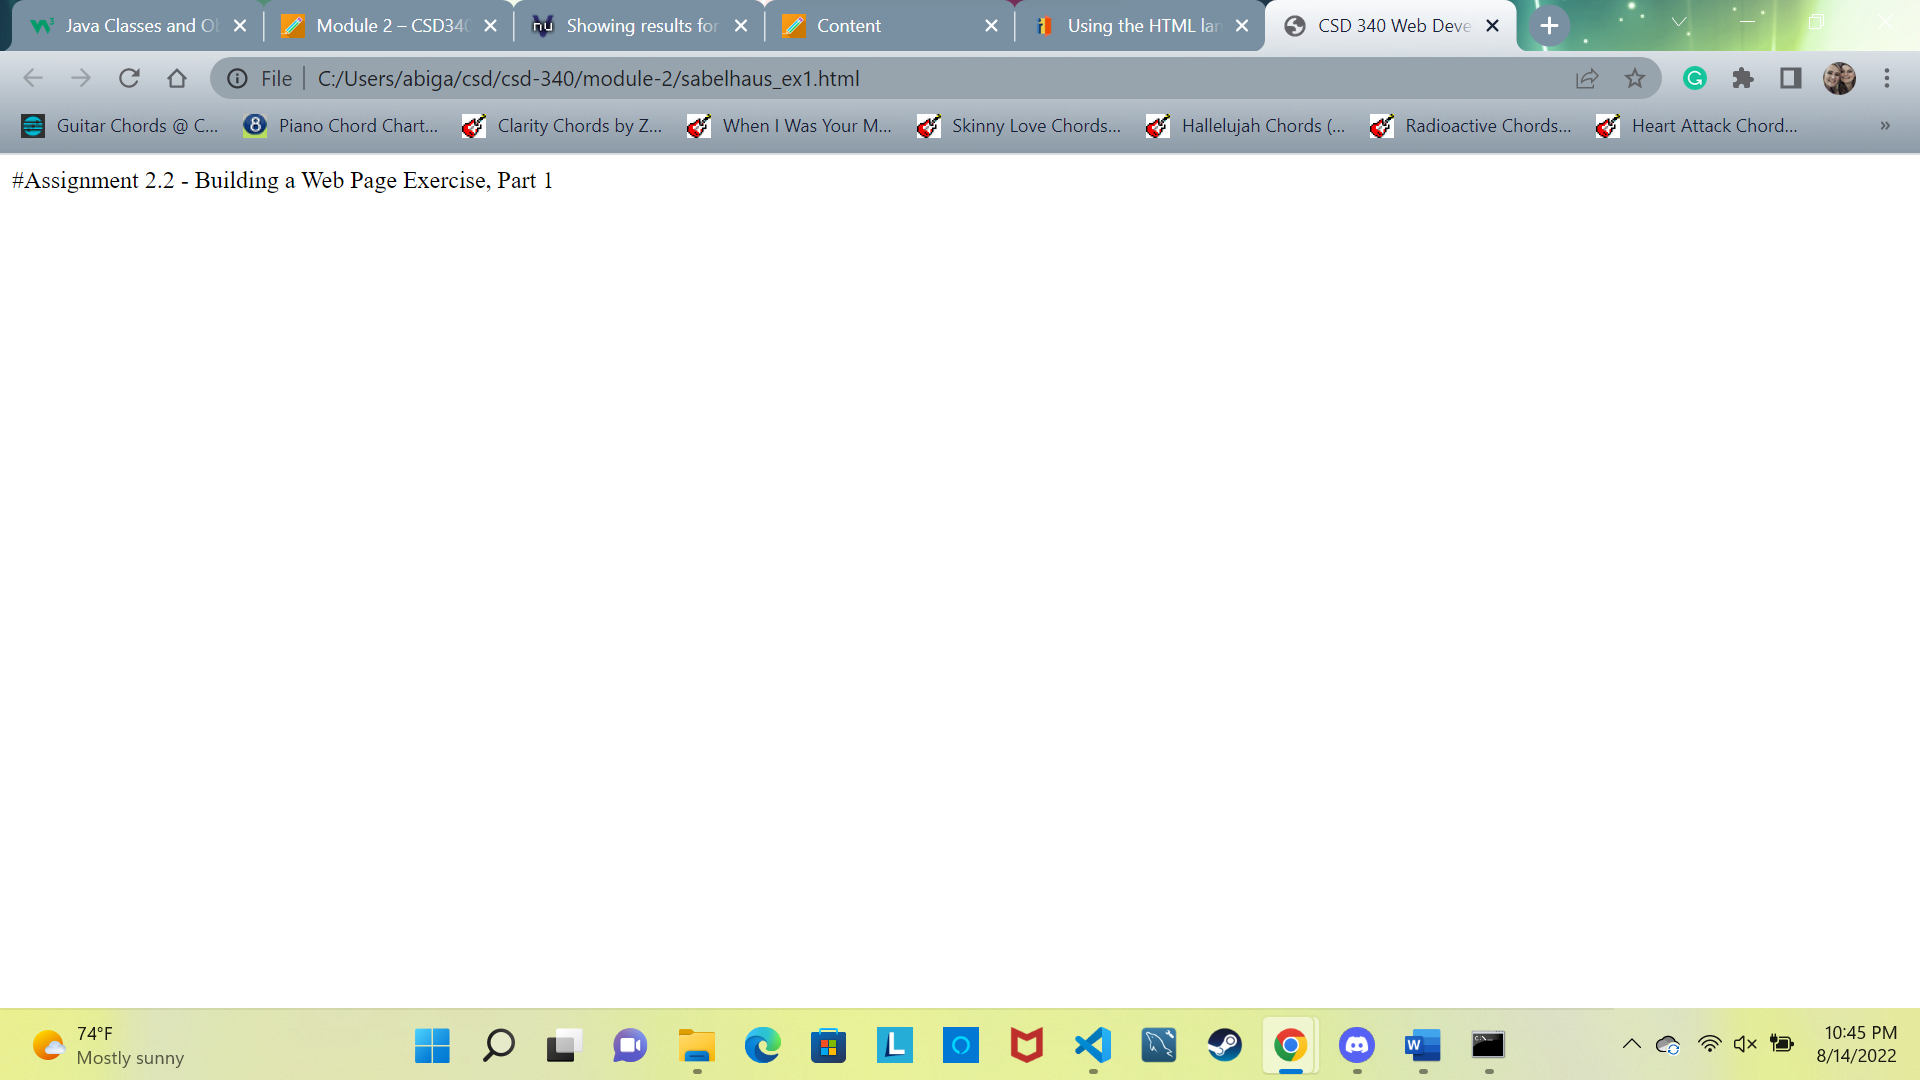 Java Classes and Ob
Module 2 – CSD340
Showing results for
Content
Using the HTML lan
CSD 340 Web Deve
File
C:/Users/abiga/csd/csd-340/module-2/sabelhaus_ex1.html
Guitar Chords @ C...
8
Piano Chord Chart...
Clarity Chords by Z...
When I Was Your M...
Skinny Love Chords...
Hallelujah Chords (...
Radioactive Chords...
Heart Attack Chord...
»
#Assignment 2.2 - Building a Web Page Exercise, Part 1
74°F
Mostly sunny
10:45 PM
8/14/2022